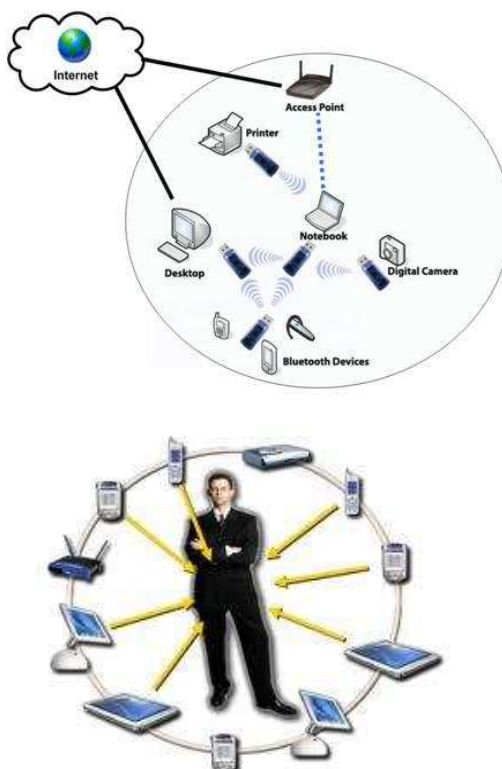 Internet
Access Point
Printer
Notebook
Desktop
Digital Camera
Bluetooth Devices